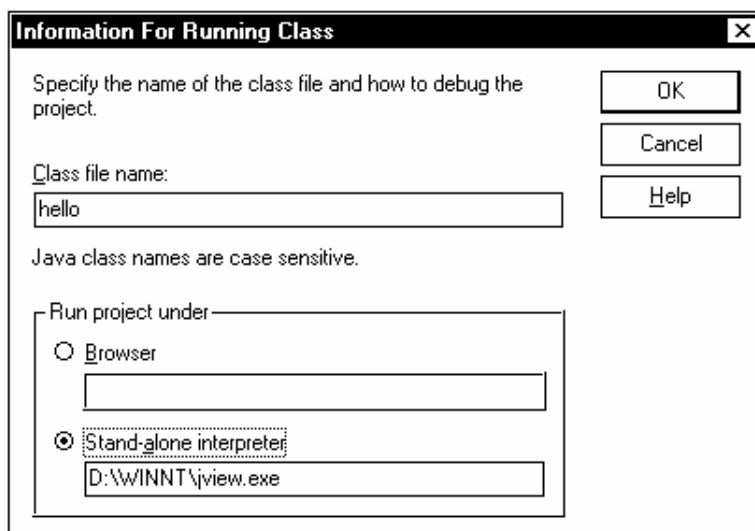 Information For Running Class
Specify the name of the class file and how to debug the
project.
OK
Cancel
Help
Class file name:
hello
Java class names are case sensitive.
Run project under
Browser
Stand-alone interpreter
D:\WINNT\jview.exe